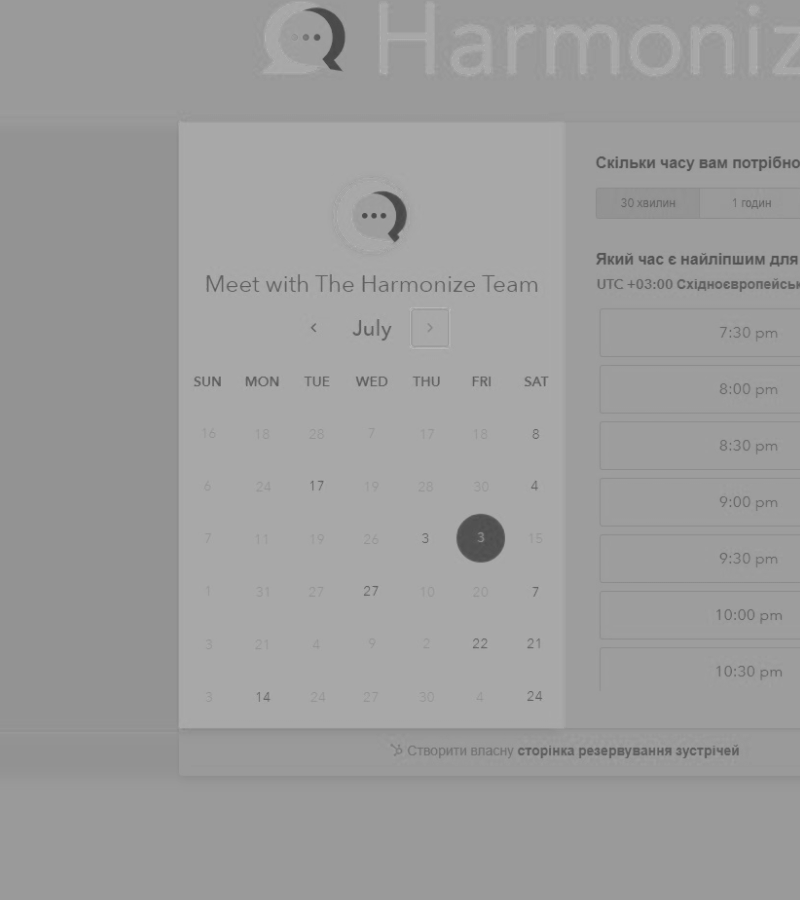 Harmoniz
Meet with The Harmonize Team
July
SUN MON TUE WED THU FRI SAT
16 18 28 7 17 18 8
6 24 17 19 28 30 4
7 11 19 26 3 3 15
1 31 27 27 10 20 7
3 21 4 9 2 22 21
3 14 24 27 30 4 24
Скільки часу вам потрібно
30 хвилин 1 годин
Який час є найліпшим для
UTC +03:00 Східноєвропейськ
7:30 pm
8:00 pm
8:30 pm
9:00 pm
9:30 pm
10:00 pm
10:30 pm
Створити власну сторінка резервування зустрічей